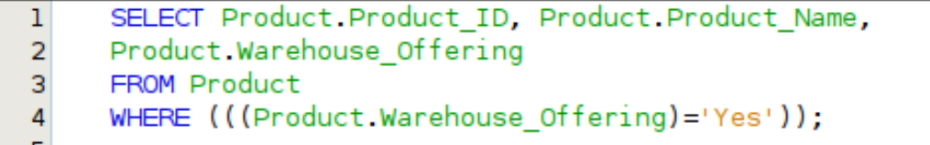 1 SELECT Product.Product_ID, Product.Product_Name,
2 Product.Warehouse_Offering
3 FROM Product
4 WHERE (((Product.Warehouse_Offering)='Yes'));